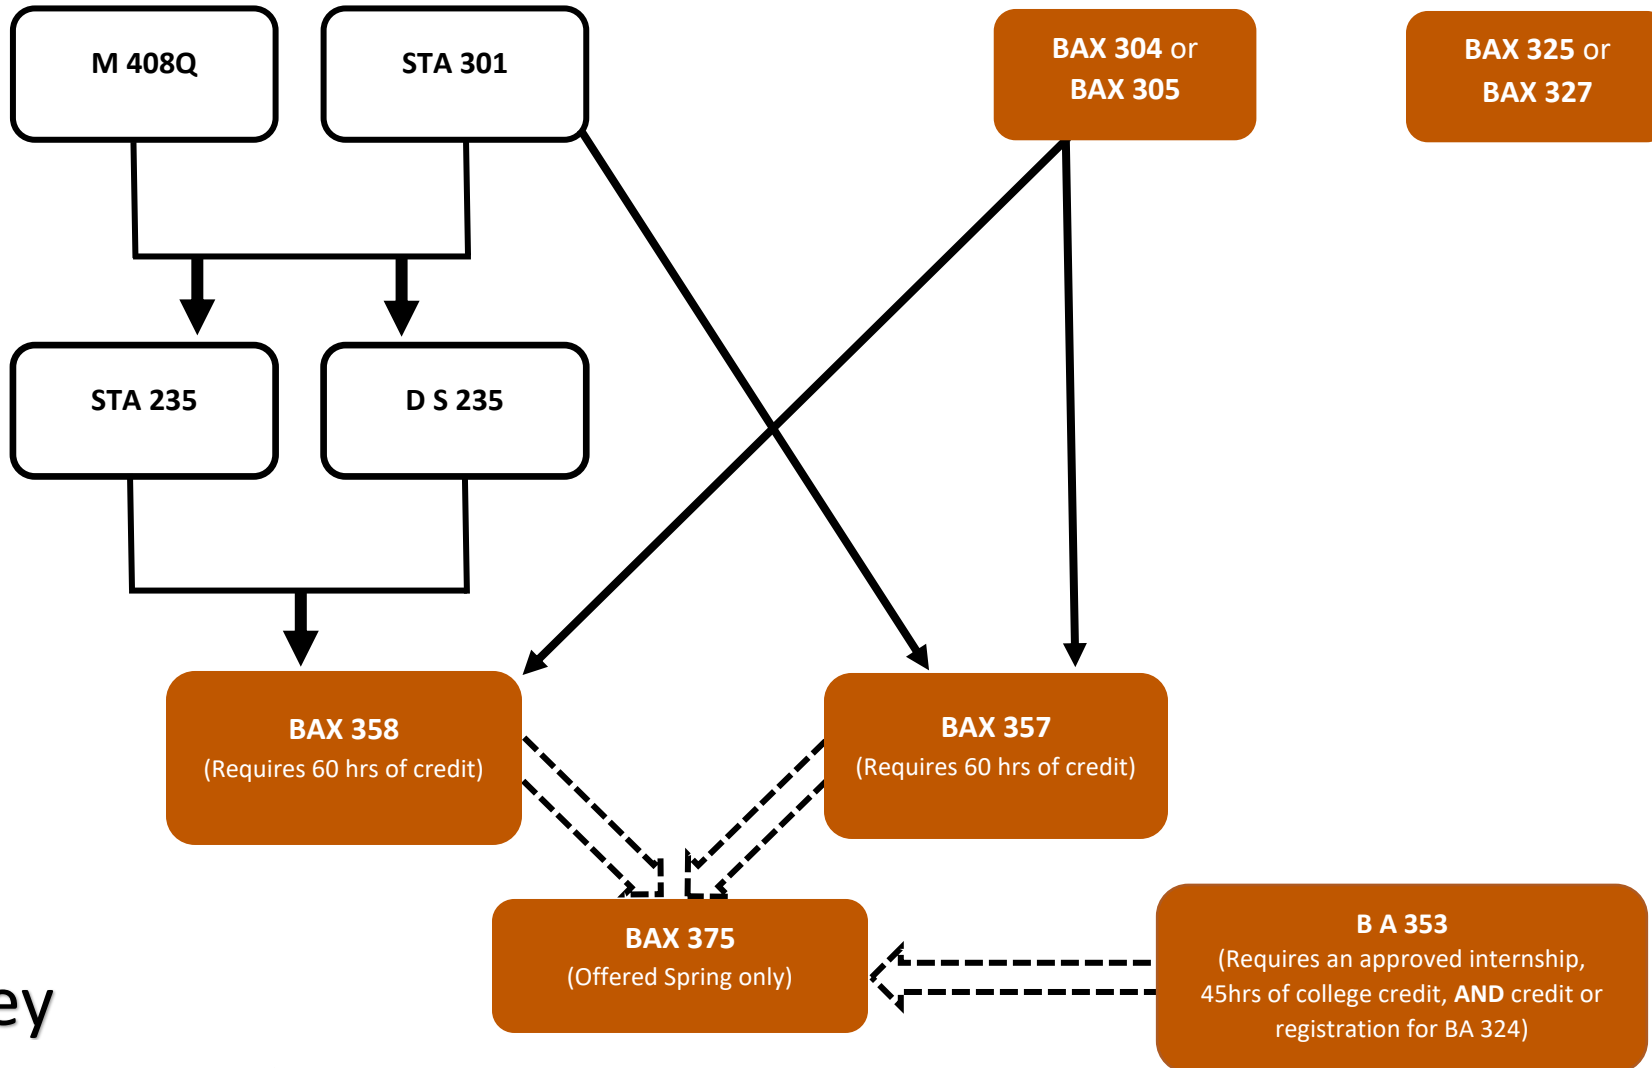 M 408Q
STA 301
BAX 304 or
BAX 305
BAX 325 or
BAX 327
STA 235
D S 235
BAX 358
(Requires 60 hrs of credit)
BAX 357
(Requires 60 hrs of credit)
BAX 375
(Offered Spring only)
B A 353
(Requires an approved internship,
45hrs of college credit, AND credit or
registration for BA 324)
ey